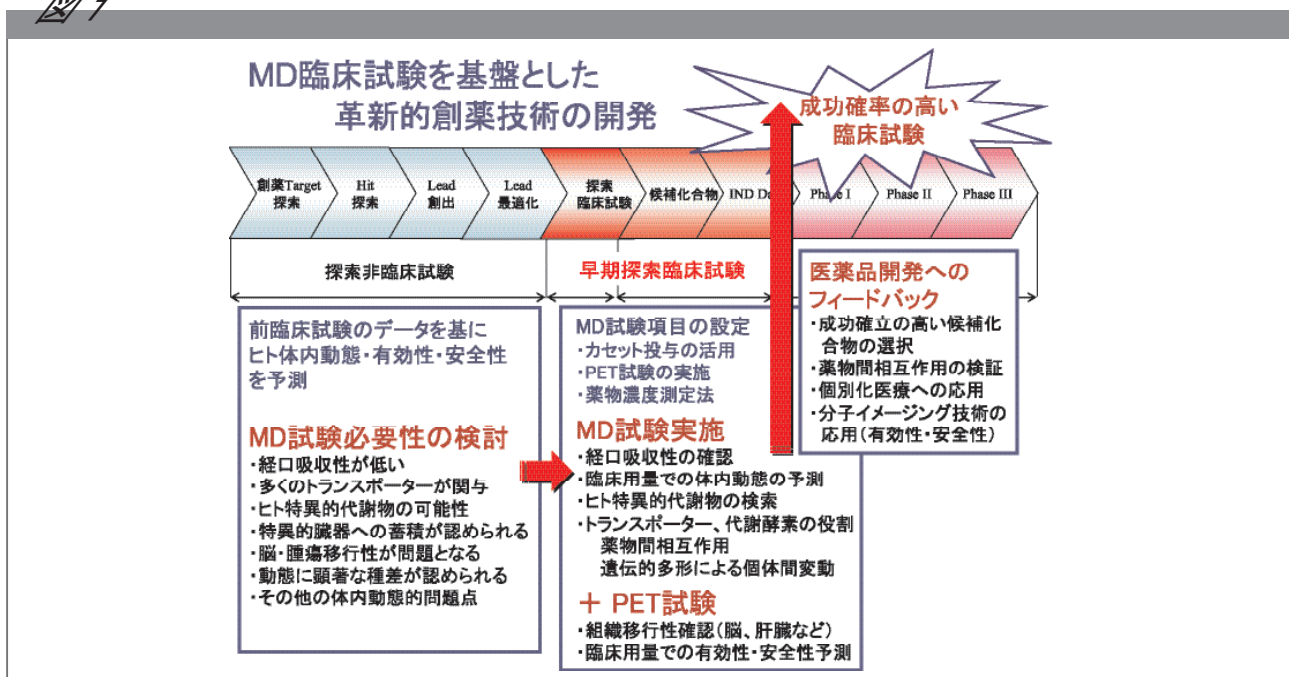 図1
MD臨床試験を基盤とした
革新的創薬技術の開発
成功確率の高い
臨床試験
創薬Target
探索
Hit
探索
Lead
創出
Lead
最適化
探索
臨床試験
候補化合物
IND
Phase I
Phase II
Phase III
探索非臨床試験
早期探索臨床試験
前臨床試験のデータを基に
ヒト体内動態・有効性・安全性
を予測
MD試験必要性の検討
・経口吸収性が低い
・多くのトランスポーターが関与
・ヒト特異的代謝物の可能性
・特異的臓器への蓄積が認められる
・脳・腫瘍移行性が問題となる
・動態に顕著な種差が認められる
・その他の体内動態的問題点
MD試験項目の設定
・カセット投与の活用
・PET試験の実施
・薬物濃度測定法
MD試験実施
・経口吸収性の確認
・臨床用量での体内動態の予測
・ヒト特異的代謝物の検索
・トランスポーター、代謝酵素の役割
薬物間相互作用
遺伝的多形による個体間変動
＋ PET試験
・組織移行性確認(脳、肝臓など)
・臨床用量での有効性・安全性予測
医薬品開発への
フィードバック
・成功確立の高い候補化
合物の選択
・薬物間相互作用の検証
・個別化医療への応用
・分子イメージング技術の
応用(有効性・安全性)